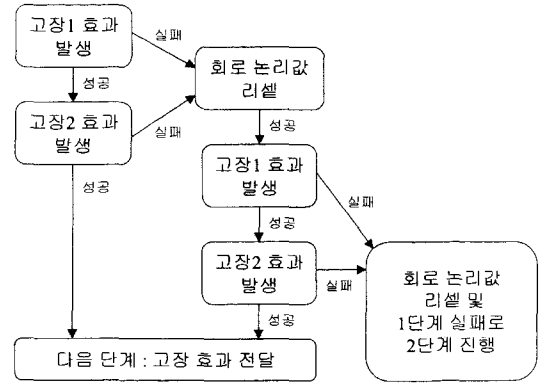 고장1 효과
발생
실패
성공
회로 논리값
리셑
고장2 효과
발생
실패
성공
성공
고장1 효과
발생
실패
성공
고장2 효과
발생
실패
성공
회로 논리값
리셑 및
1단계 실패로
2단계 진행
다음 단계 : 고장 효과 전달